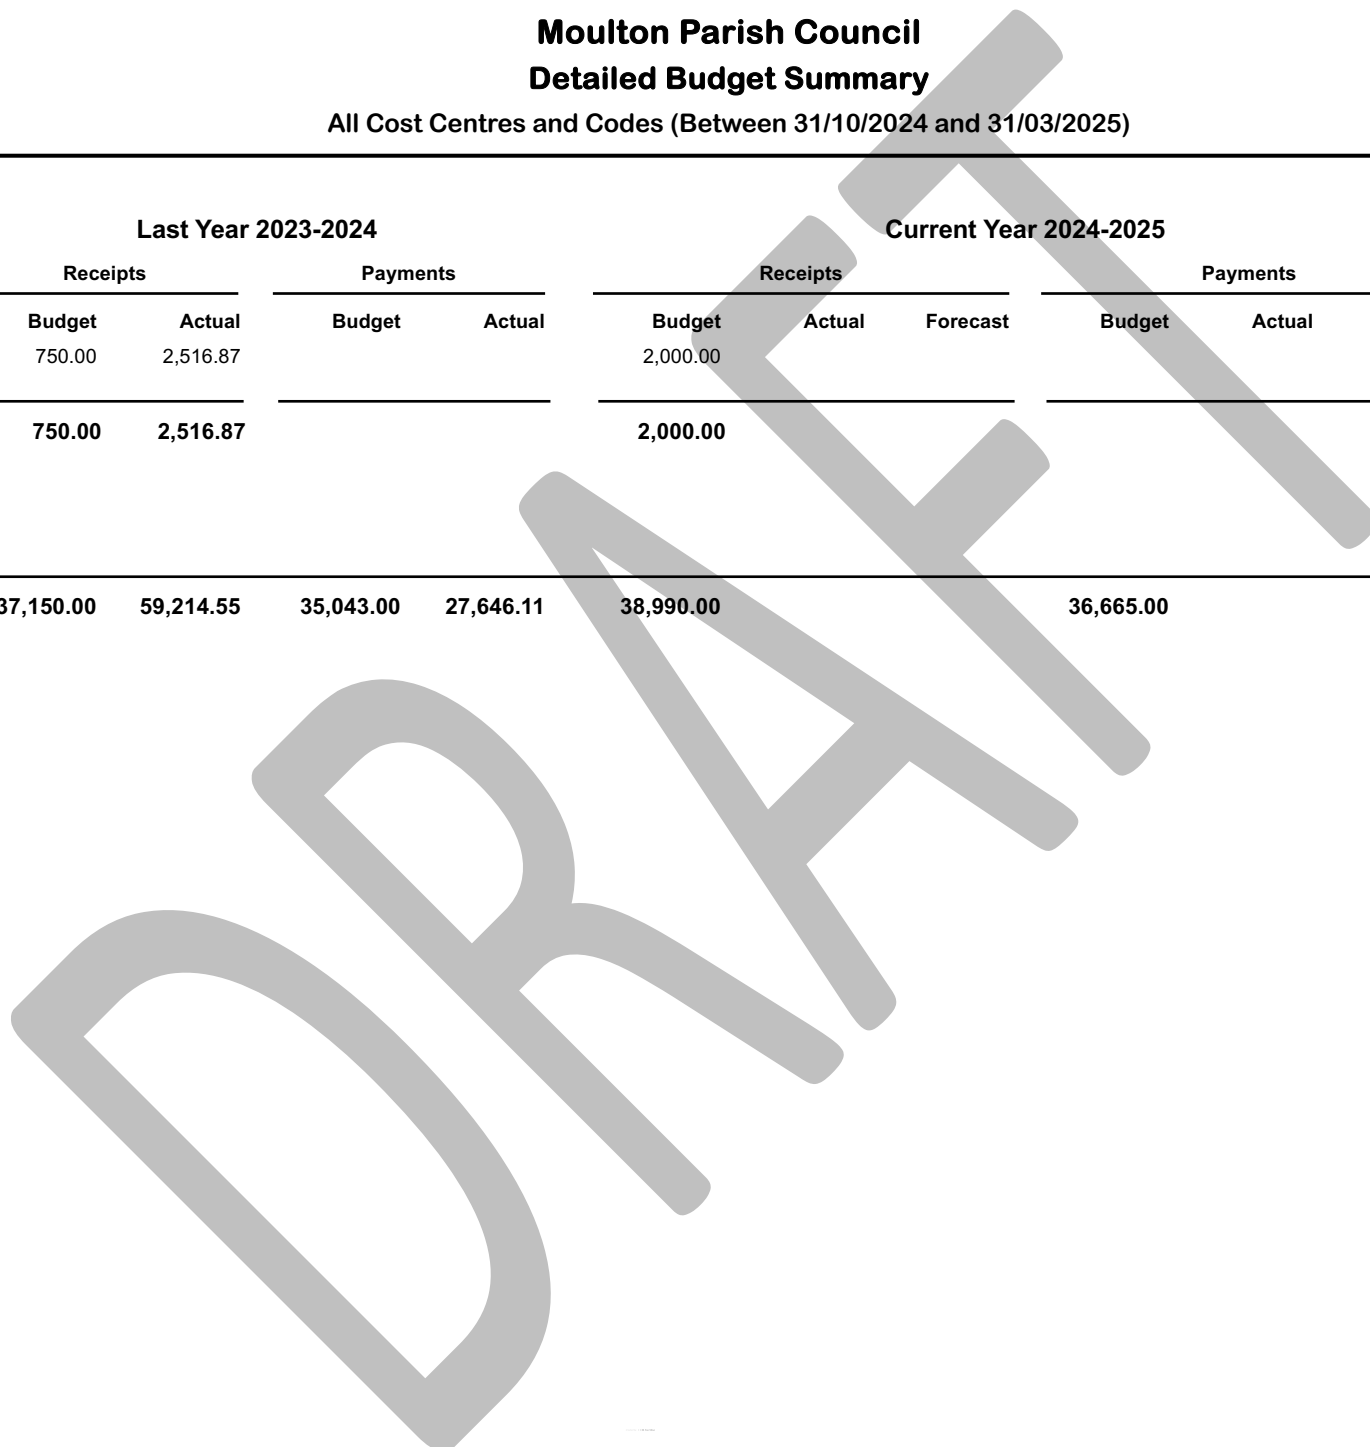 Moulton Parish Council
Detailed Budget Summary
All Cost Centres and Codes (Between 31/10/2024 and 31/03/2025)
Last Year 2023-2024 Current Year 2024-2025
Receipts Payments Receipts Payments
Budget Actual Budget Actual Budget Actual Forecast Budget Actual
750.00 2,516.87 2,000.00
750.00 2,516.87 2,000.00
37,150.00 59,214.55 35,043.00 27,646.11 38,990.00 36,665.00
DRAFT